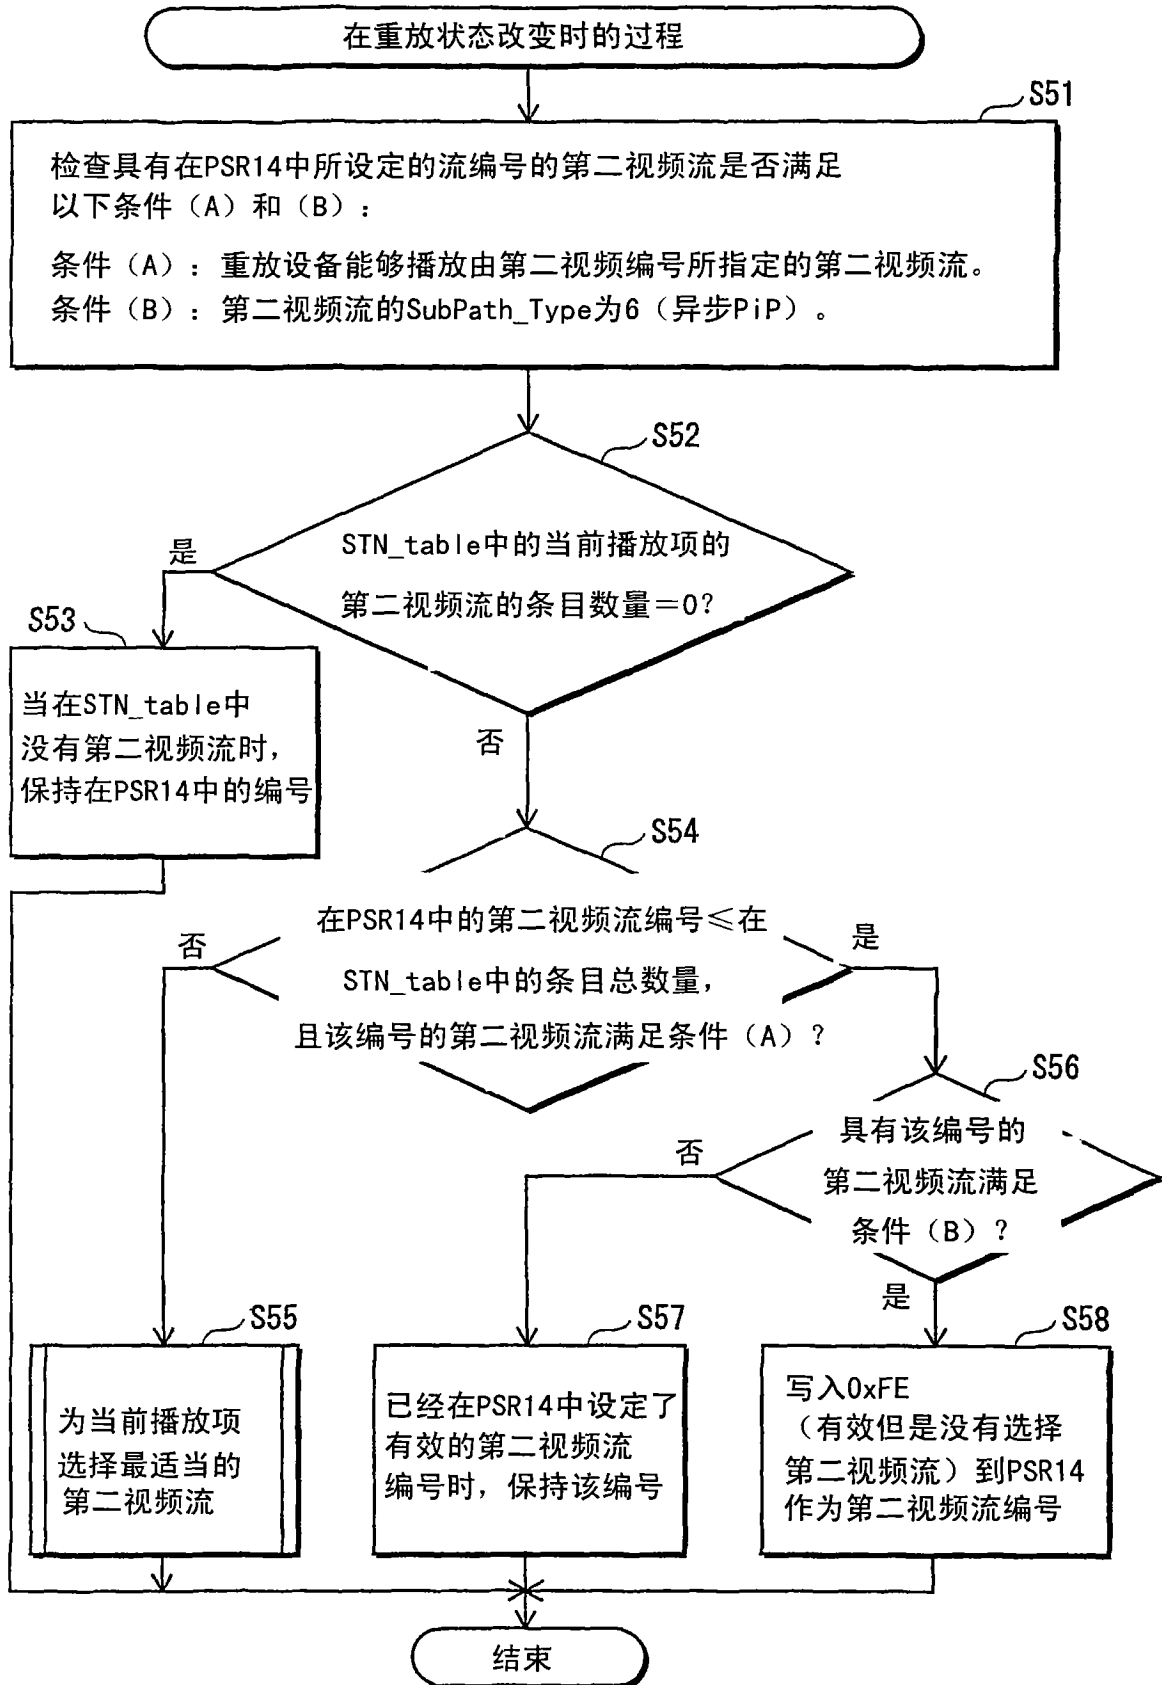 在重放状态改变时的过程
S51
检查具有在PSR14中所设定的流编号的第二视频流是否满足
以下条件（A）和（B）：
条件（A）：重放设备能够播放由第二视频编号所指定的第二视频流。
条件（B）：第二视频流的SubPath_Type为6（异步PiP）。
S52
STN_table中的当前播放项的
第二视频流的条目数量＝0？
是
否
S53
当在STN_table中
没有第二视频流时，
保持在PSR14中的编号
S54
在PSR14中的第二视频流编号≤在
STN_table中的条目总数量，
且该编号的第二视频流满足条件（A）？
否
是
S56
具有该编号的
第二视频流满足
条件（B）？
否
是
S55
为当前播放项
选择最适当的
第二视频流
S57
已经在PSR14中设定了
有效的第二视频流
编号时，保持该编号
S58
写入0xFE
（有效但是没有选择
第二视频流）到PSR14
作为第二视频流编号
结束